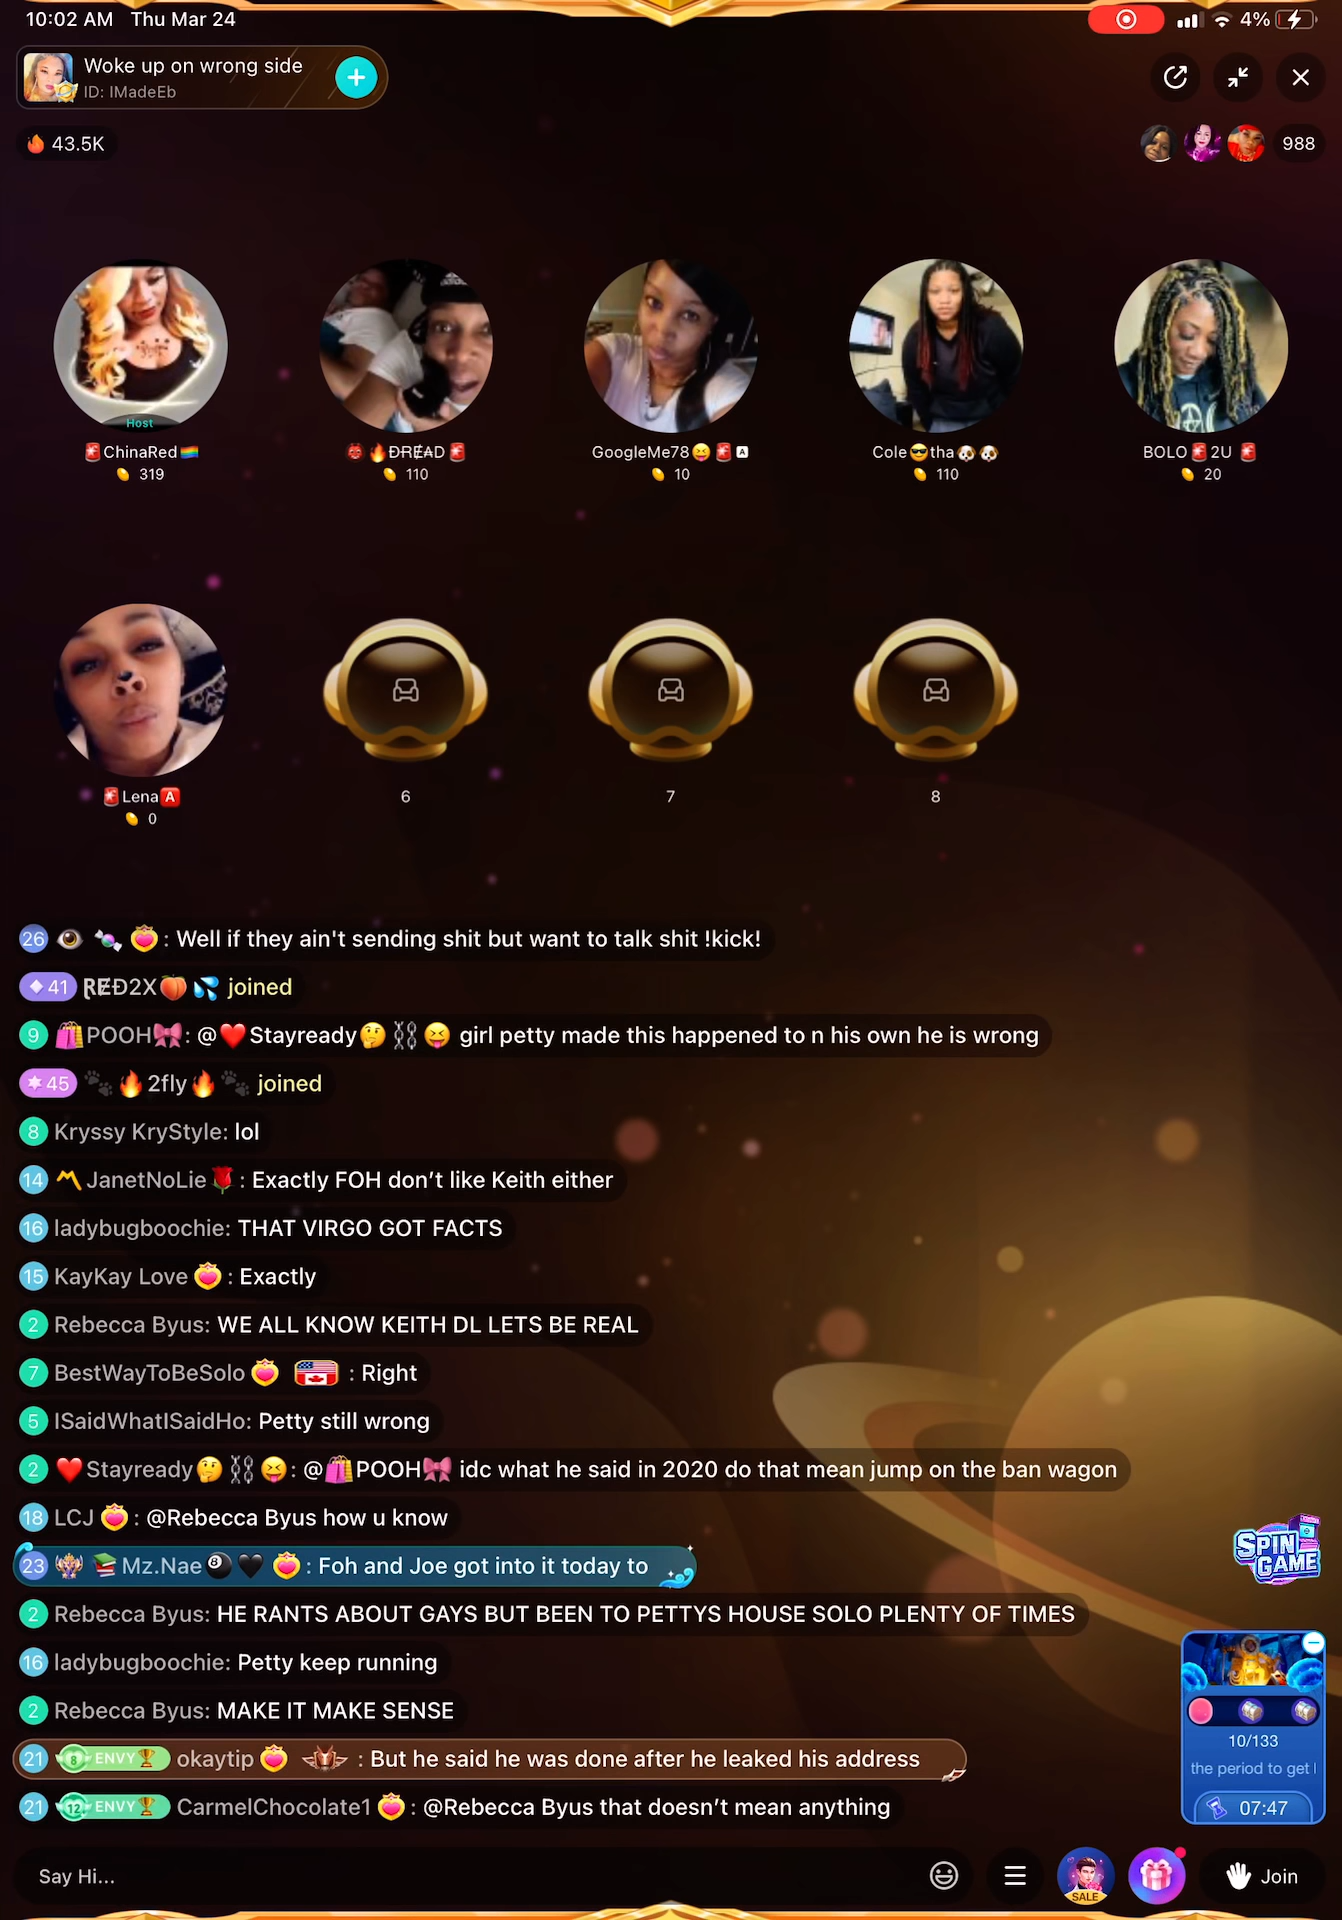 10:02 AM Thu Mar 24
4%
Woke up on wrong side
ID: IMadeEb
🔥 43.5K
988
Host
🚨ChinaRed🏳️‍🌈
319
👹🔥ĐɌɆȺD🚨
110
GoogleMe78😝🚨🅰
10
Cole😎tha🐶🐶
110
BOLO🚨2U🚨
20
🚨Lena🅰️
0
6
7
8
26 👁️ 🍬 : Well if they ain't sending shit but want to talk shit !kick!
41 ⱤɆĐ2X🍑💦 joined
9 🛍️POOH🎀: @❤️Stayready🤔⛓️😝 girl petty made this happened to n his own he is wrong
45 🐾🔥2fly🔥🐾 joined
8 Kryssy KryStyle: lol
14 〽️JanetNoLie🌹: Exactly FOH don't like Keith either
16 ladybugboochie: THAT VIRGO GOT FACTS
15 KayKay Love : Exactly
2 Rebecca Byus: WE ALL KNOW KEITH DL LETS BE REAL
7 BestWayToBeSolo : Right
5 ISaidWhatISaidHo: Petty still wrong
2 ❤️Stayready🤔⛓️😝: @🛍️POOH🎀 idc what he said in 2020 do that mean jump on the ban wagon
18 LCJ : @Rebecca Byus how u know
23 📚Mz.Nae🎱🖤 : Foh and Joe got into it today to
2 Rebecca Byus: HE RANTS ABOUT GAYS BUT BEEN TO PETTYS HOUSE SOLO PLENTY OF TIMES
16 ladybugboochie: Petty keep running
2 Rebecca Byus: MAKE IT MAKE SENSE
21 8 ENVY🏆 okaytip : But he said he was done after he leaked his address
21 12 ENVY🏆 CarmelChocolate1 : @Rebecca Byus that doesn't mean anything
SPIN GAME
10/133
the period to get
07:47
Say Hi...
SALE
Join